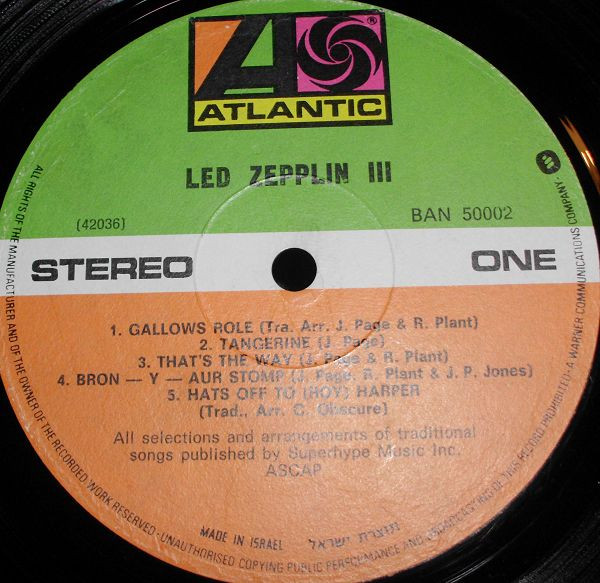 ®
ATLANTIC
LED ZEPPLIN III
(42036)
BAN 50002
STEREO
ONE
1. GALLOWS ROLE (Tra. Arr. J. Page & R. Plant)
2. TANGERINE (J. Page)
3. THAT'S THE WAY (J. Page & R. Plant)
4. BRON — Y — AUR STOMP (J. Page, R. Plant & J.P. Jones)
5. HATS OFF TO (HOY) HARPER
(Trad., Arr. C. Obscure)
All selections and arrangements of traditional
songs published by Superhype Music Inc.
ASCAP
MADE IN ISRAEL תוצרת ישראל
ALL RIGHTS OF THE MANUFACTURER AND OF THE OWNER OF THE RECORDED WORK RESERVED · UNAUTHORISED COPYING PUBLIC PERFORMANCE AND BROADCASTING OF THIS RECORD PROHIBITED · A WARNER COMMUNICATIONS COMPANY ·